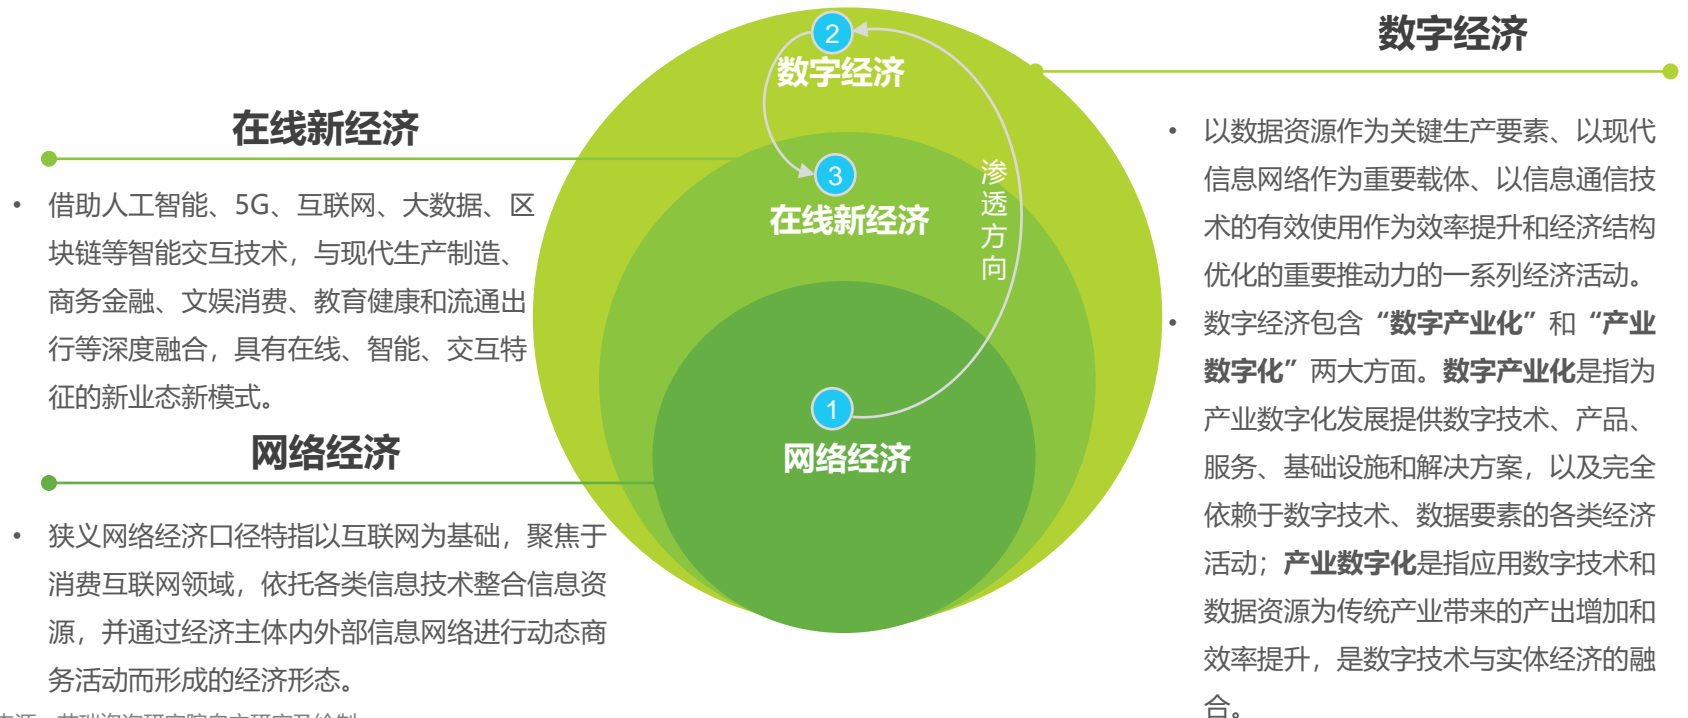 在线新经济
• 借助人工智能、5G、互联网、大数据、区
块链等智能交互技术，与现代生产制造、
商务金融、文娱消费、教育健康和流通出
行等深度融合，具有在线、智能、交互特
征的新业态新模式。
网络经济
• 狭义网络经济口径特指以互联网为基础，聚焦于
消费互联网领域，依托各类信息技术整合信息资
源，并通过经济主体内外部信息网络进行动态商
务活动而形成的经济形态。
2
数字经济
3
在线新经济
渗透方向
1
网络经济
数字经济
• 以数据资源作为关键生产要素、以现代
信息网络作为重要载体、以信息通信技
术的有效使用作为效率提升和经济结构
优化的重要推动力的一系列经济活动。
• 数字经济包含“数字产业化”和“产业
数字化”两大方面。数字产业化是指为
产业数字化发展提供数字技术、产品、
服务、基础设施和解决方案，以及完全
依赖于数字技术、数据要素的各类经济
活动；产业数字化是指应用数字技术和
数据资源为传统产业带来的产出增加和
效率提升，是数字技术与实体经济的融
合。